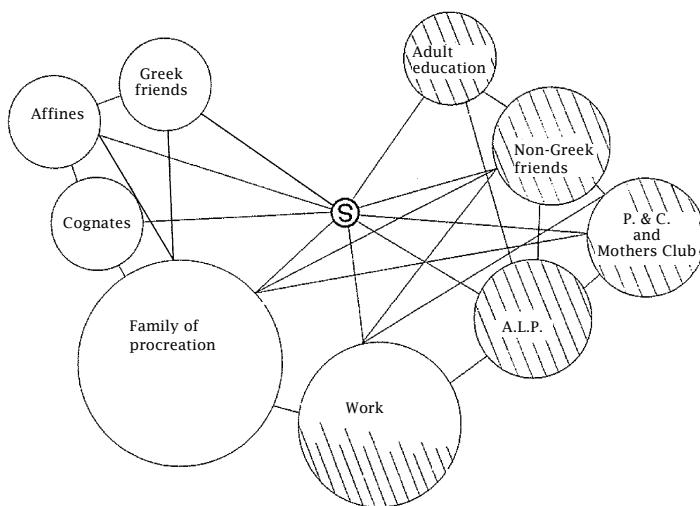 Greek
friends
Adult
education
Affines
Non-Greek
friends
Cognates
S
P. & C.
and
Mothers Club
Family of
procreation
A.L.P.
Work